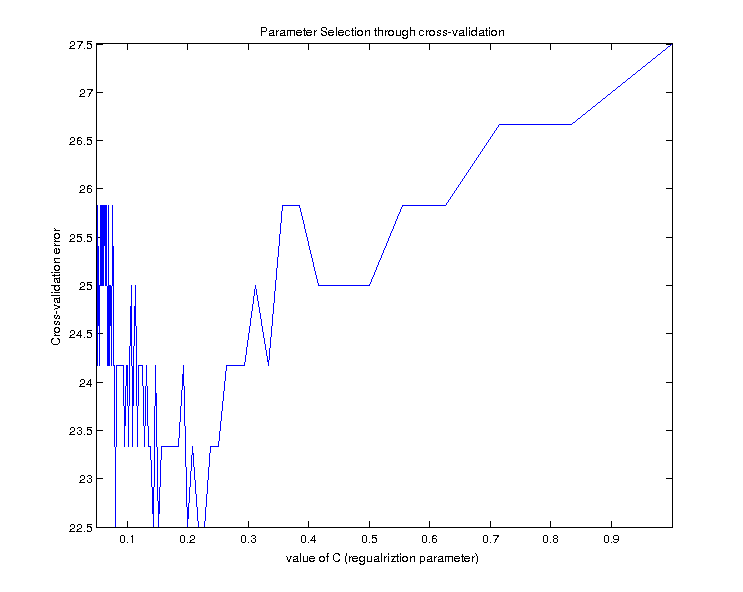 Parameter Selection through cross-validation
27.5
27
26.5
26
25.5
25
24.5
24
23.5
23
22.5
Cross-validation error
0.1 0.2 0.3 0.4 0.5 0.6 0.7 0.8 0.9
value of C (regualriztion parameter)